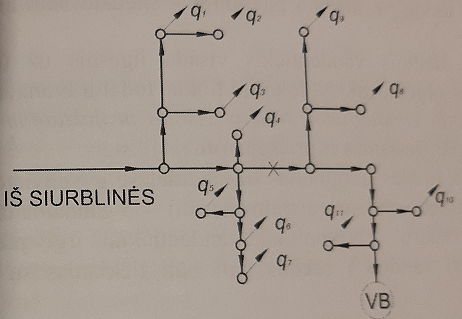 q₁ q₂ q₉
q₃ q₈
q₄
IŠ SIURBLINĖS
q₅ q₁₁ q₁₀
q₆
q₇
VB